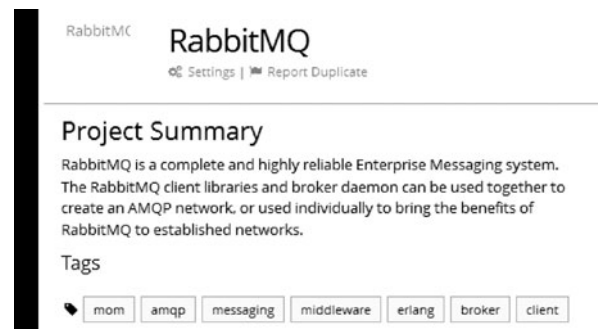 RabbitMC
RabbitMQ
Settings | Report Duplicate
Project Summary
RabbitMQ is a complete and highly reliable Enterprise Messaging system.
The RabbitMQ client libraries and broker daemon can be used together to
create an AMQP network, or used individually to bring the benefits of
RabbitMQ to established networks.
Tags
mom amqp messaging middleware erlang broker client